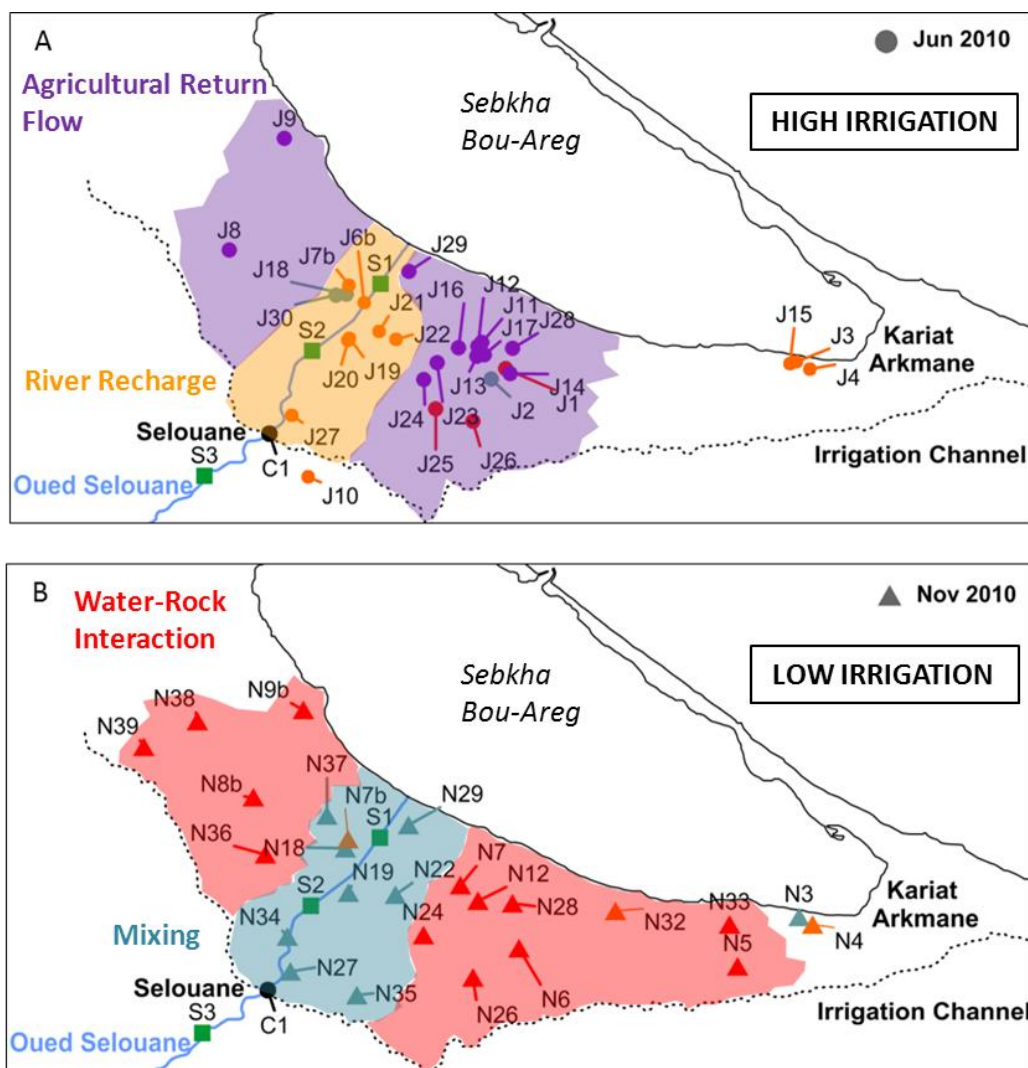 A
Jun 2010
Agricultural Return
Flow
Sebkha
Bou-Areg
HIGH IRRIGATION
J9
J8
J7b
J6b
S1
J29
J18
J16
J12
J11
J17
J28
J30
J21
J22
S2
J15
J3
J4
Kariat
Arkmane
J20
J19
J13
J14
J1
J2
River Recharge
J24
J23
Selouane
J27
S3
C1
J25
J26
Irrigation Channel
Oued Selouane
J10
B
Nov 2010
Water-Rock
Interaction
Sebkha
Bou-Areg
LOW IRRIGATION
N38
N9b
N39
N37
N8b
N7b
S1
N29
N36
N18
N7
N12
N19
N22
N28
S2
N24
N32
N33
N3
N4
Kariat
Arkmane
N34
Mixing
N5
N27
Selouane
N35
N26
N6
S3
C1
Irrigation Channel
Oued Selouane